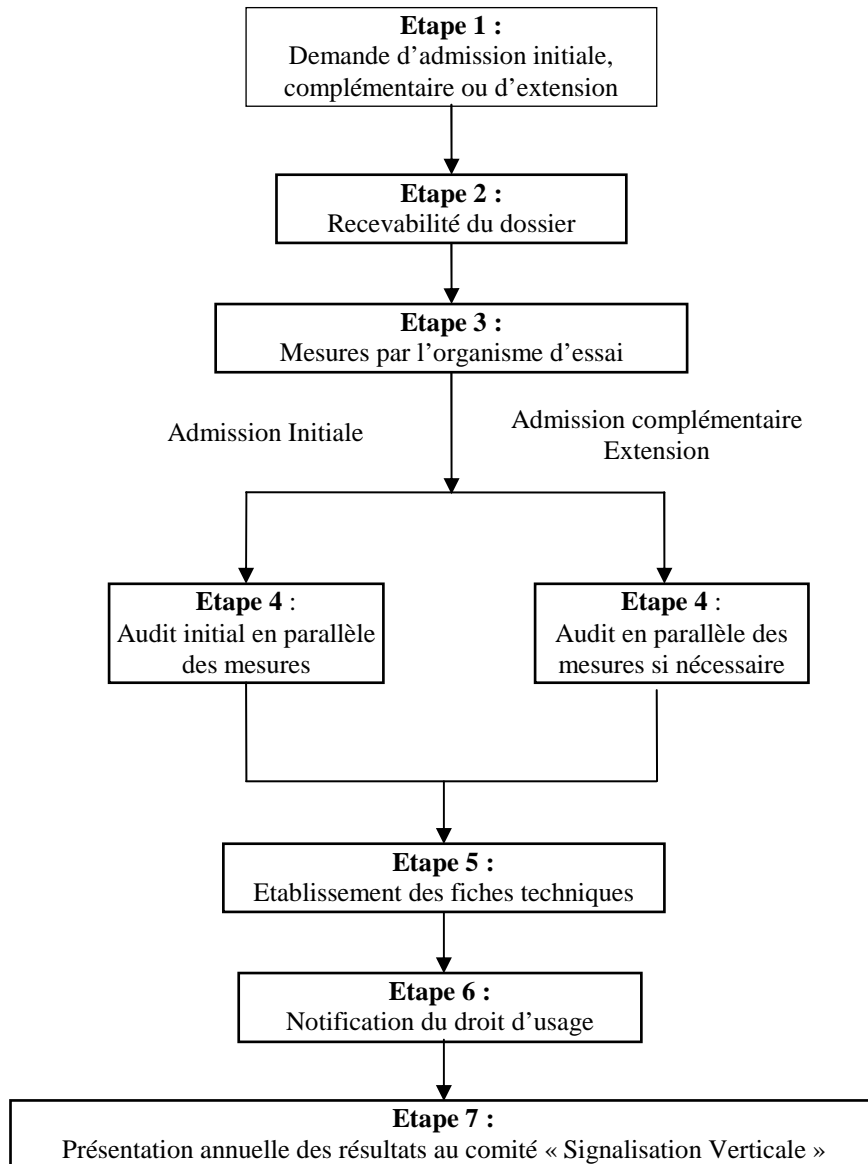 Etape 1 :
Demande d’admission initiale,
complémentaire ou d’extension
Etape 2 :
Recevabilité du dossier
Etape 3 :
Mesures par l’organisme d’essai
Admission Initiale
Admission complémentaire
Extension
Etape 4 :
Audit initial en parallèle
des mesures
Etape 4 :
Audit en parallèle des
mesures si nécessaire
Etape 5 :
Etablissement des fiches techniques
Etape 6 :
Notification du droit d’usage
Etape 7 :
Présentation annuelle des résultats au comité « Signalisation Verticale »